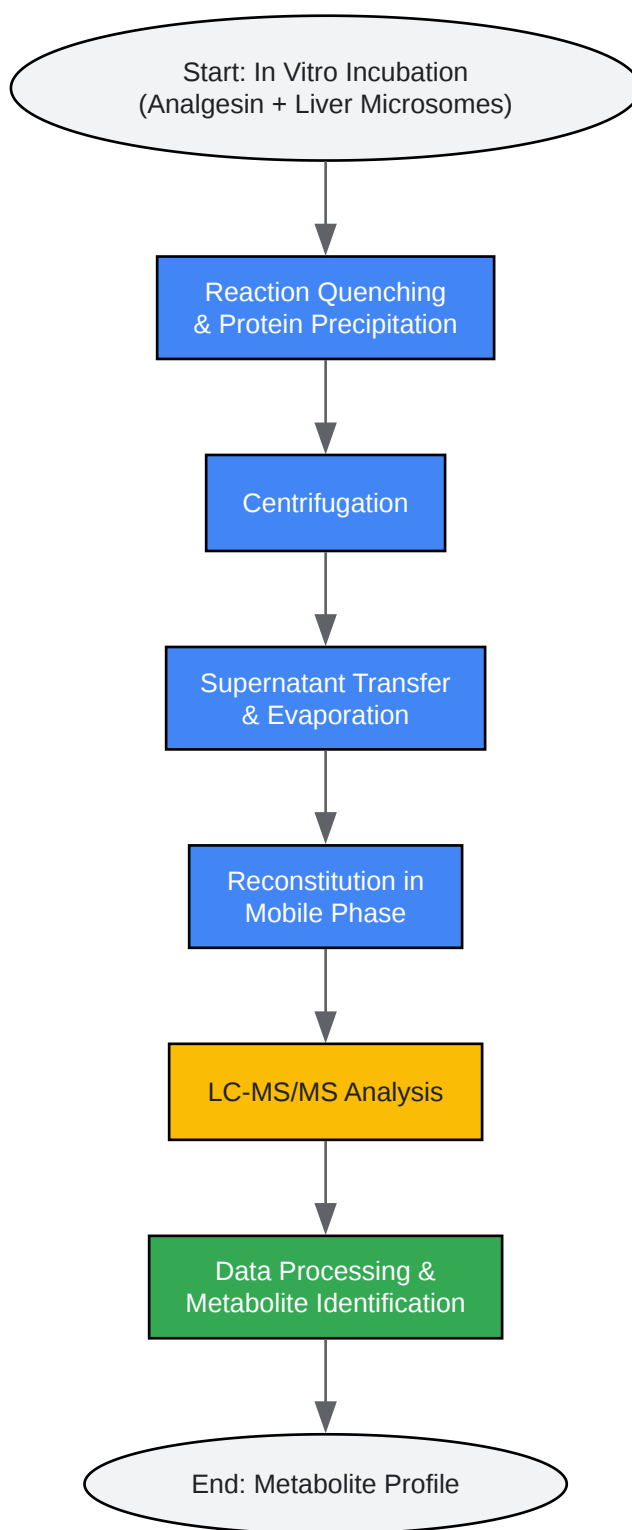 Start: In Vitro Incubation
(Analgesin + Liver Microsomes)
Reaction Quenching
& Protein Precipitation
Centrifugation
Supernatant Transfer
& Evaporation
Reconstitution in
Mobile Phase
LC-MS/MS Analysis
Data Processing &
Metabolite Identification
End: Metabolite Profile